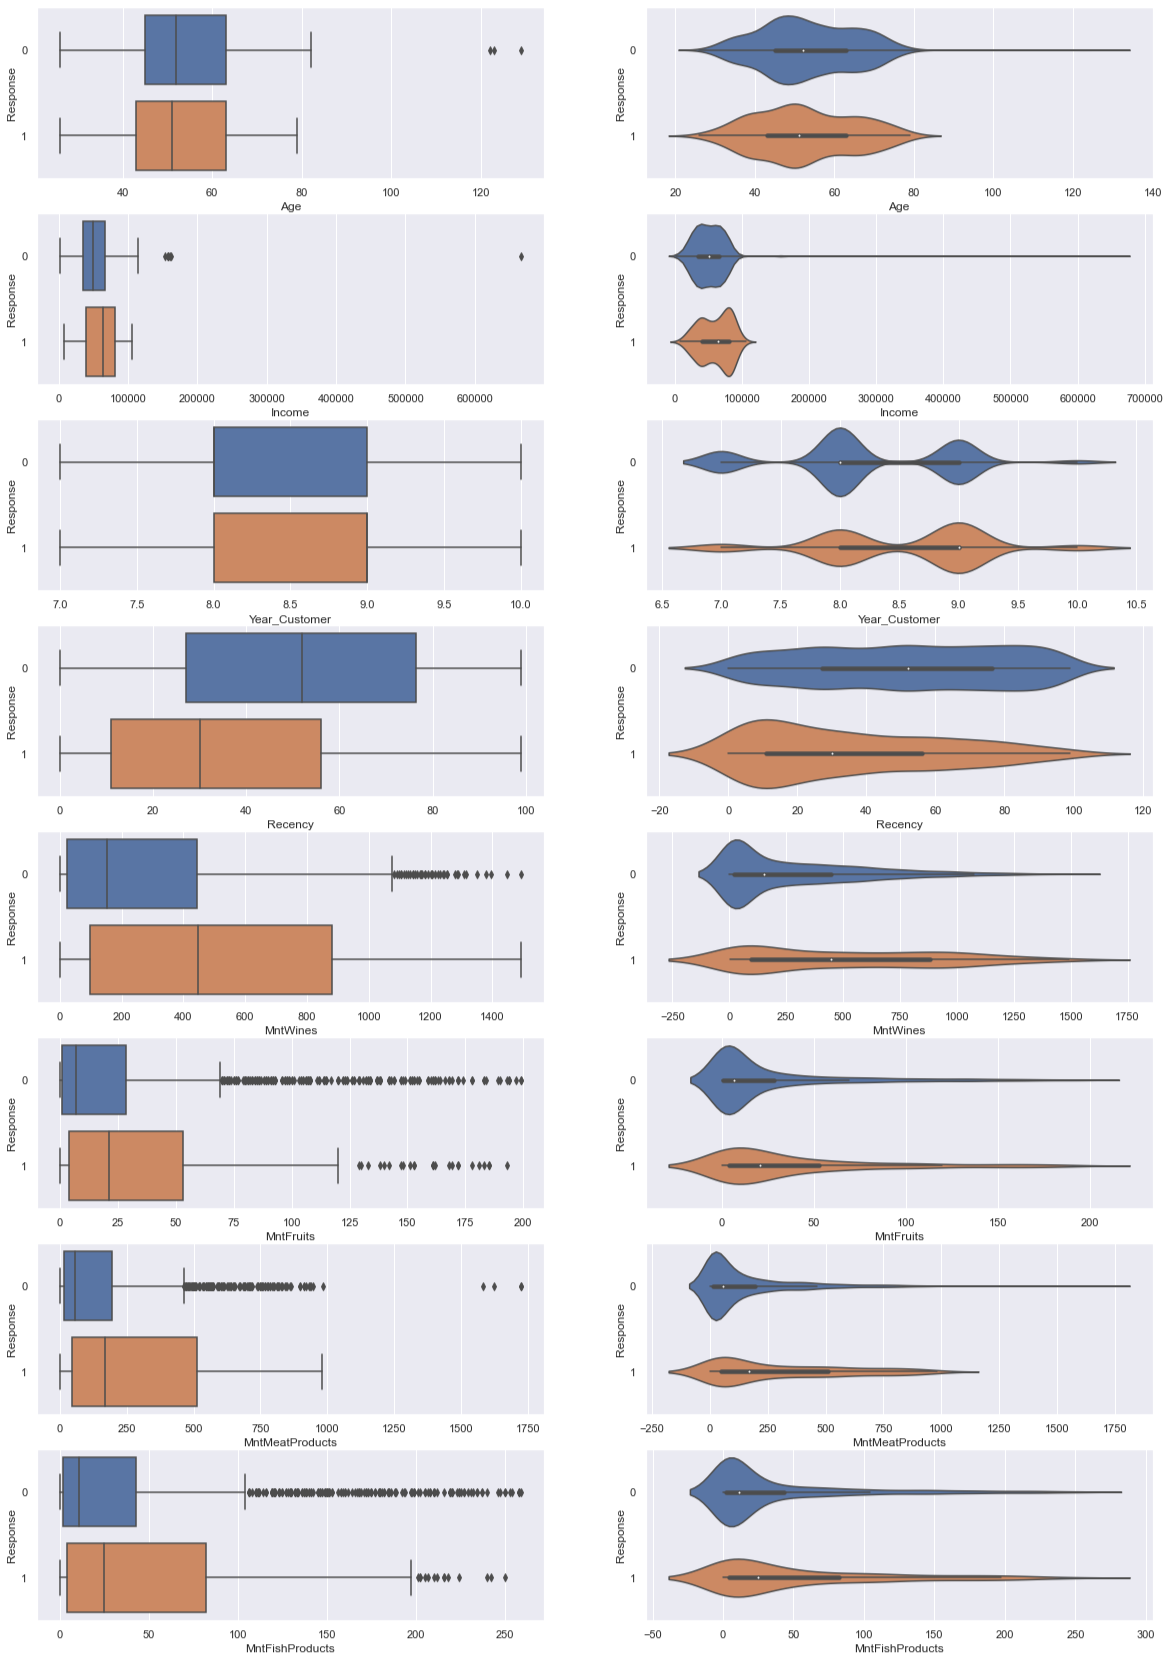 0
1
Response
40 60 80 100 120
Age
0
1
Response
20 40 60 80 100 120 140
Age
0
1
Response
0 100000 200000 300000 400000 500000 600000
Income
0
1
Response
0 100000 200000 300000 400000 500000 600000 700000
Income
0
1
Response
7.0 7.5 8.0 8.5 9.0 9.5 10.0
Year_Customer
0
1
Response
6.5 7.0 7.5 8.0 8.5 9.0 9.5 10.0 10.5
Year_Customer
0
1
Response
0 20 40 60 80 100
Recency
0
1
Response
−20 0 20 40 60 80 100 120
Recency
0
1
Response
0 200 400 600 800 1000 1200 1400
MntWines
0
1
Response
−250 0 250 500 750 1000 1250 1500 1750
MntWines
0
1
Response
0 25 50 75 100 125 150 175 200
MntFruits
0
1
Response
0 50 100 150 200
MntFruits
0
1
Response
0 250 500 750 1000 1250 1500 1750
MntMeatProducts
0
1
Response
−250 0 250 500 750 1000 1250 1500 1750
MntMeatProducts
0
1
Response
0 50 100 150 200 250
MntFishProducts
0
1
Response
−50 0 50 100 150 200 250 300
MntFishProducts